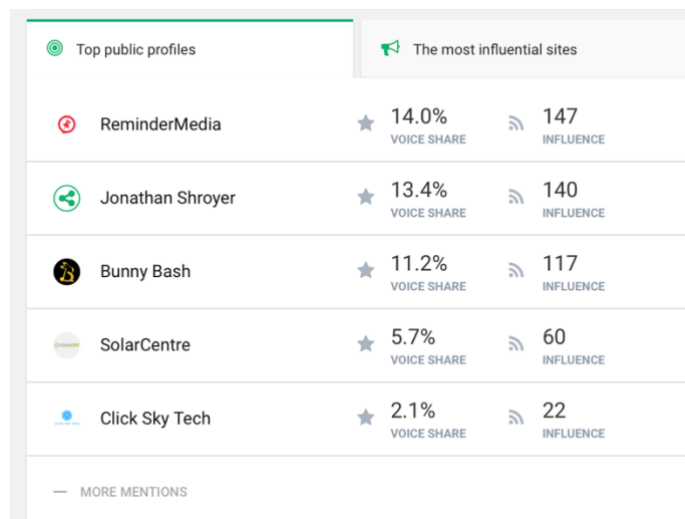 Top public profiles
The most influential sites
ReminderMedia
14.0%
VOICE SHARE
147
INFLUENCE
Jonathan Shroyer
13.4%
VOICE SHARE
140
INFLUENCE
Bunny Bash
11.2%
VOICE SHARE
117
INFLUENCE
SolarCentre
5.7%
VOICE SHARE
60
INFLUENCE
Click Sky Tech
2.1%
VOICE SHARE
22
INFLUENCE
— MORE MENTIONS